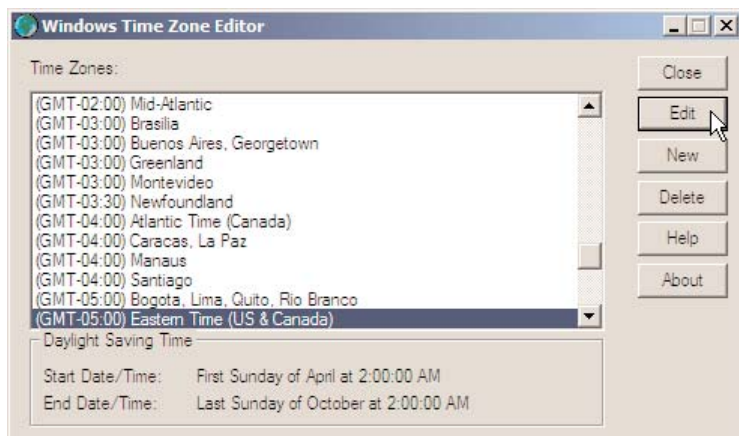 Windows Time Zone Editor
Time Zones:
(GMT-02:00) Mid-Atlantic
(GMT-03:00) Brasilia
(GMT-03:00) Buenos Aires, Georgetown
(GMT-03:00) Greenland
(GMT-03:00) Montevideo
(GMT-03:30) Newfoundland
(GMT-04:00) Atlantic Time (Canada)
(GMT-04:00) Caracas, La Paz
(GMT-04:00) Manaus
(GMT-04:00) Santiago
(GMT-05:00) Bogota, Lima, Quito, Rio Branco
(GMT-05:00) Eastern Time (US & Canada)
Close
Edit
New
Delete
Help
About
Daylight Saving Time
Start Date/Time: First Sunday of April at 2:00:00 AM
End Date/Time: Last Sunday of October at 2:00:00 AM